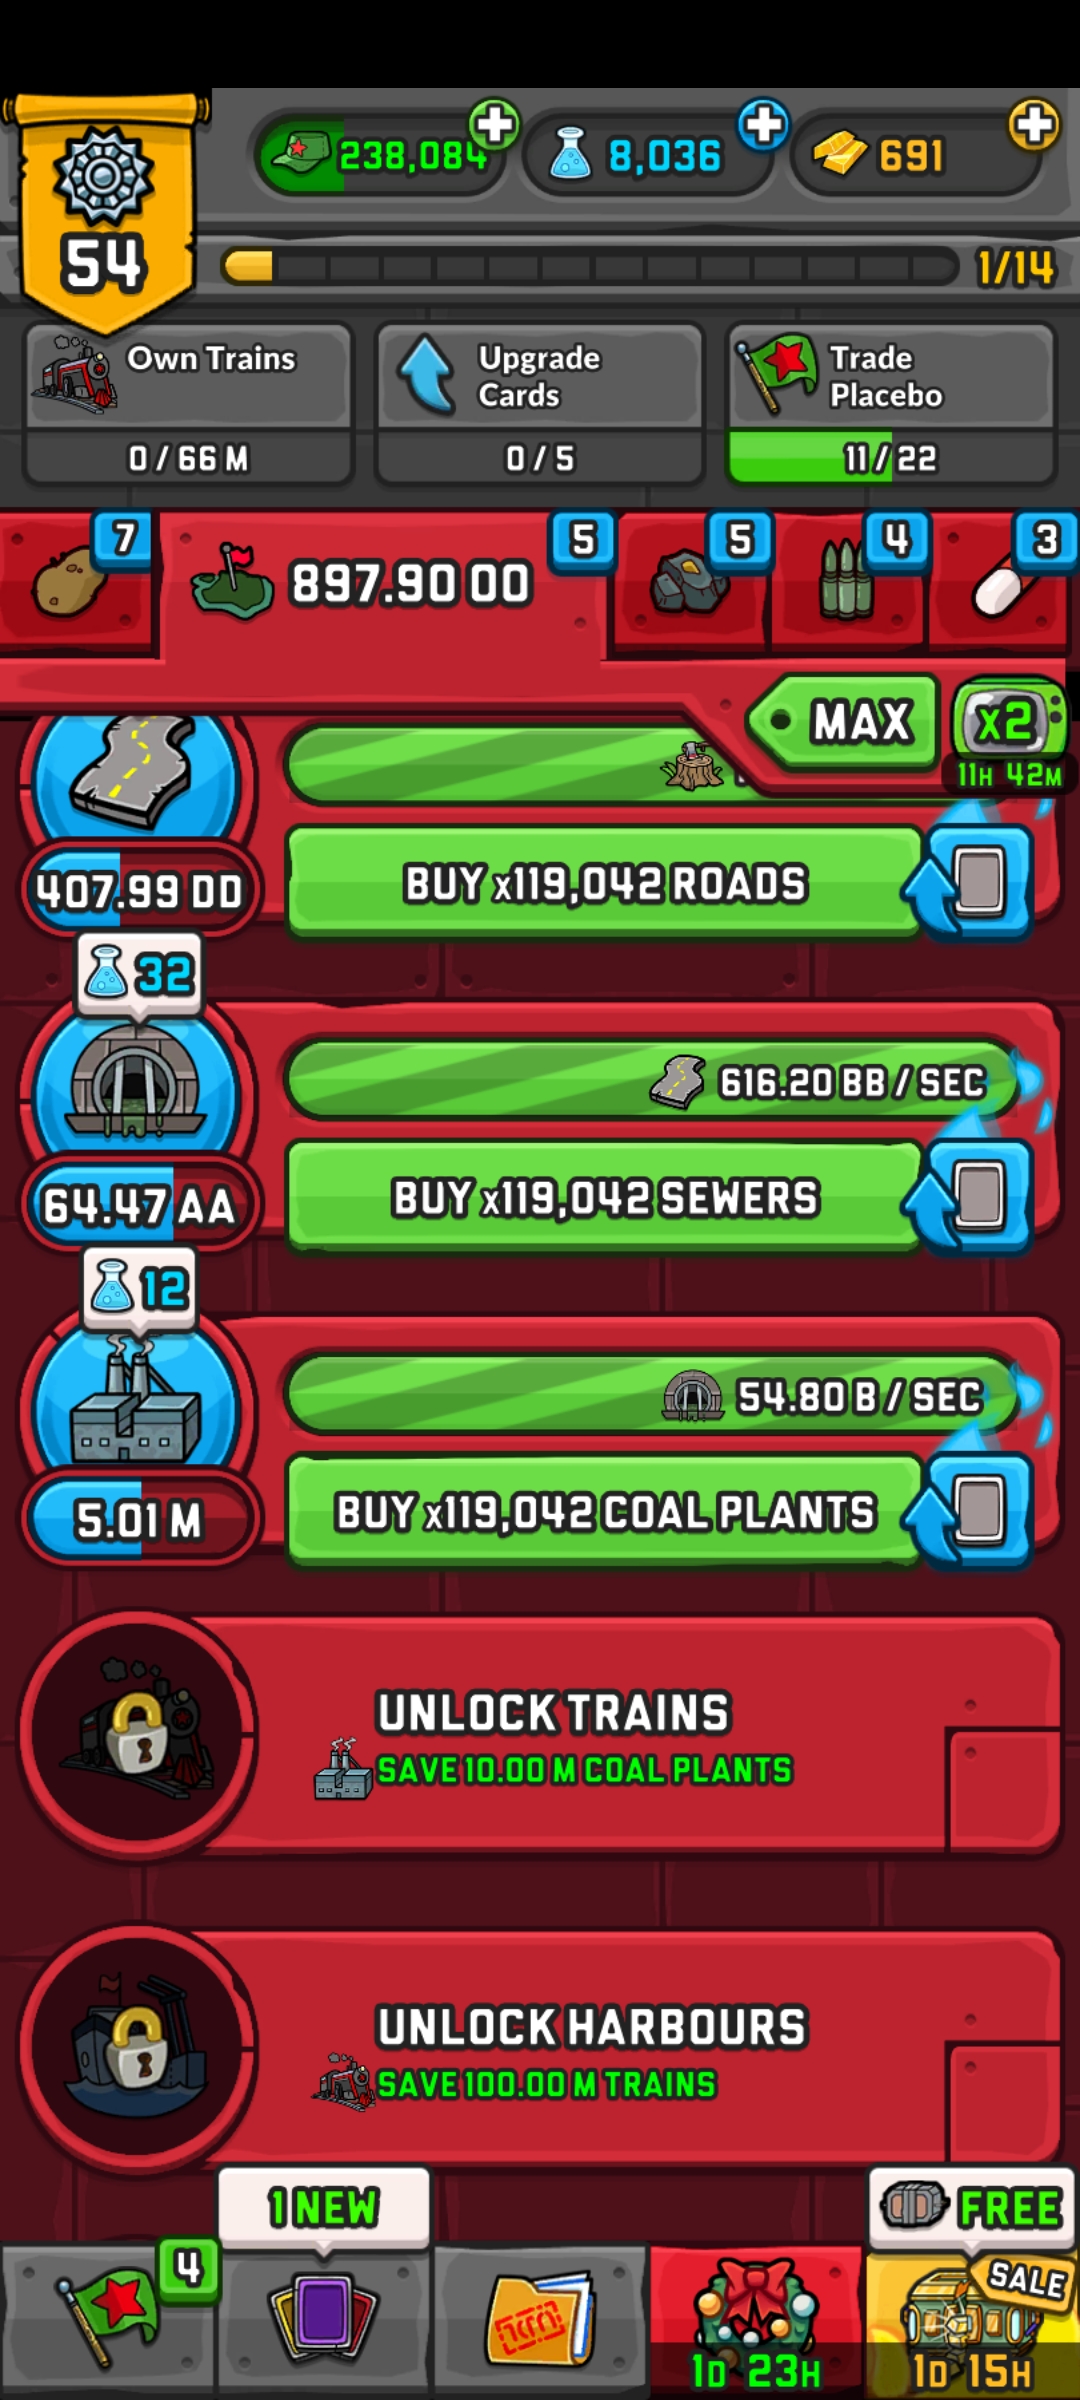 54
238,084
8,036
691
1/14
Own Trains
0 / 66 M
Upgrade
Cards
0 / 5
Trade
Placebo
11 / 22
7
897.90 OO
5
5
4
3
MAX
x2
11H 42M
407.99 DD
BUY x119,042 ROADS
32
616.20 BB / SEC
64.47 AA
BUY x119,042 SEWERS
12
54.80 B / SEC
5.01 M
BUY x119,042 COAL PLANTS
UNLOCK TRAINS
SAVE 10.00 M COAL PLANTS
UNLOCK HARBOURS
SAVE 100.00 M TRAINS
1 NEW
FREE
4
SALE
1D 23H
1D 15H